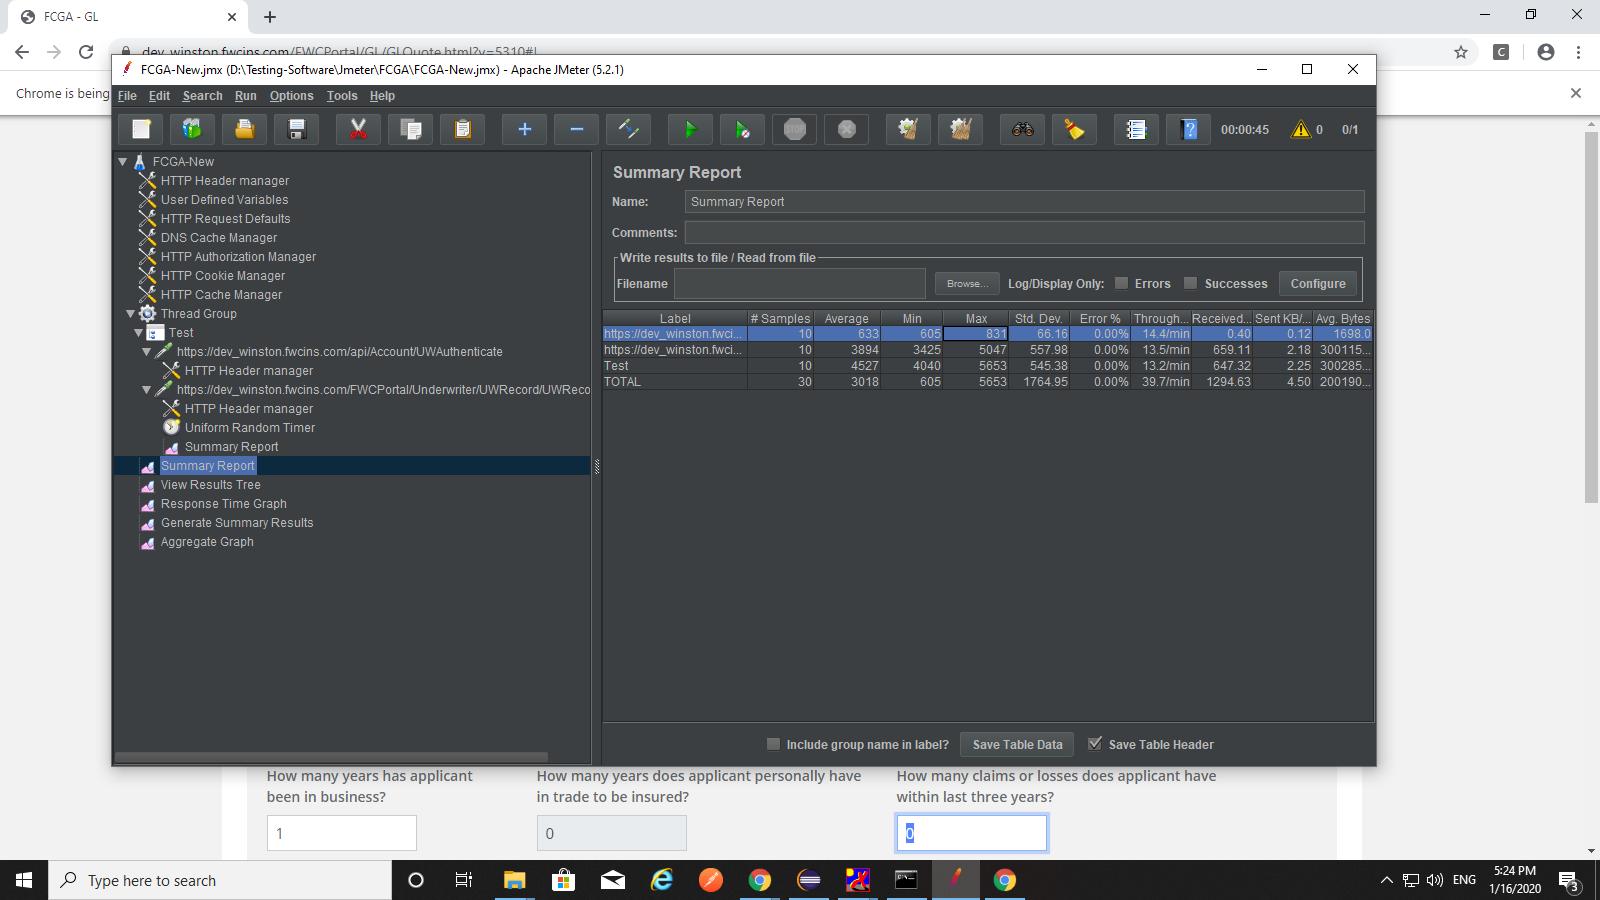 FCGA - GL
dev_winston.fwcins.com/FWCPortal/GL/GLQuote.html?v=5310#!
C
Chrome is being
FCGA-New.jmx (D:\Testing-Software\Jmeter\FCGA\FCGA-New.jmx) - Apache JMeter (5.2.1)
File Edit Search Run Options Tools Help
STOP 00:00:45 0 0/1
FCGA-New
HTTP Header manager
User Defined Variables
HTTP Request Defaults
DNS Cache Manager
HTTP Authorization Manager
HTTP Cookie Manager
HTTP Cache Manager
Thread Group
Test
https://dev_winston.fwcins.com/api/Account/UWAuthenticate
HTTP Header manager
https://dev_winston.fwcins.com/FWCPortal/Underwriter/UWRecord/UWReco
HTTP Header manager
Uniform Random Timer
Summary Report
Summary Report
View Results Tree
Response Time Graph
Generate Summary Results
Aggregate Graph
Summary Report
Name: Summary Report
Comments:
Write results to file / Read from file
Filename Browse... Log/Display Only: Errors Successes Configure
Label # Samples Average Min Max Std. Dev. Error % Through... Received... Sent KB/... Avg. Bytes
https://dev_winston.fwci... 10 633 605 831 66.16 0.00% 14.4/min 0.40 0.12 1698.0
https://dev_winston.fwci... 10 3894 3425 5047 557.98 0.00% 13.5/min 659.11 2.18 300115...
Test 10 4527 4040 5653 545.38 0.00% 13.2/min 647.32 2.25 300285...
TOTAL 30 3018 605 5653 1764.95 0.00% 39.7/min 1294.63 4.50 200190...
Include group name in label? Save Table Data Save Table Header
How many years has applicant
been in business?
1
How many years does applicant personally have
in trade to be insured?
0
How many claims or losses does applicant have
within last three years?
0
Type here to search
ENG
5:24 PM
1/16/2020
3